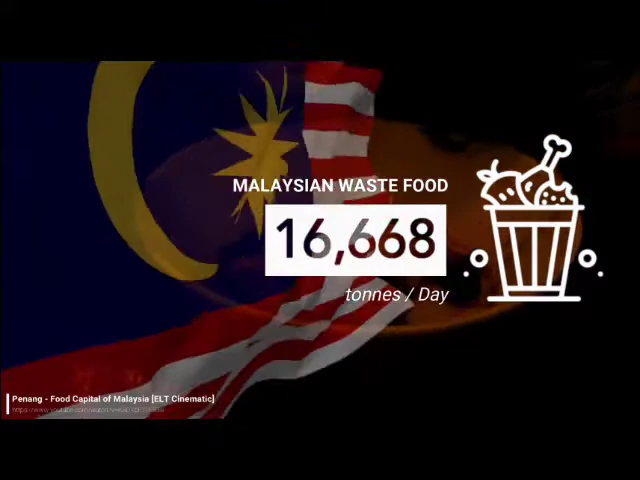 MALAYSIAN WASTE FOOD
16,668
tonnes / Day
Penang - Food Capital of Malaysia [ELT Cinematic]